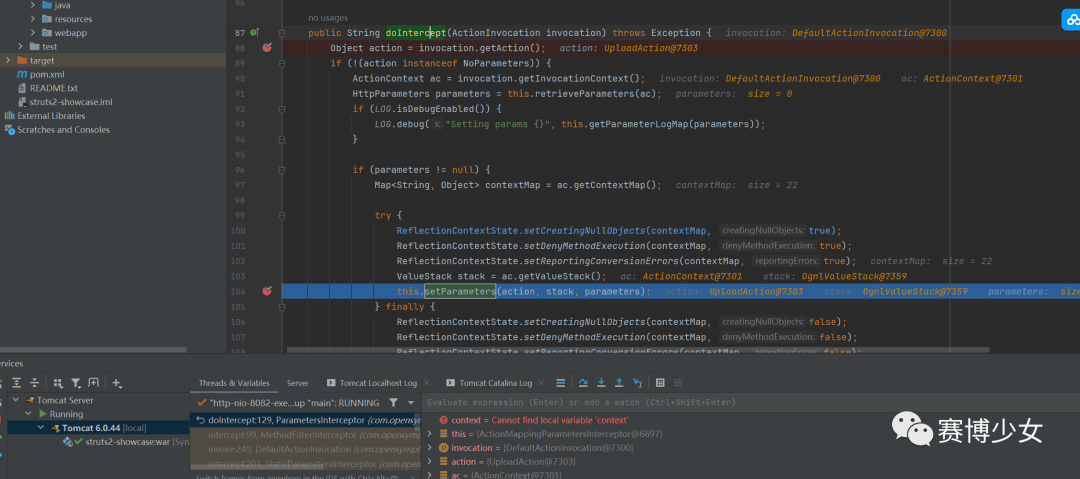 java
resources
webapp
test
target
pom.xml
README.txt
struts2-showcase.iml
External Libraries
Scratches and Consoles
86
no usages
87 public String doIntercept(ActionInvocation invocation) throws Exception { invocation: DefaultActionInvocation@7300
88 Object action = invocation.getAction(); action: UploadAction@7303
89 if (!(action instanceof NoParameters)) {
90 ActionContext ac = invocation.getInvocationContext(); invocation: DefaultActionInvocation@7300 ac: ActionContext@7301
91 HttpParameters parameters = this.retrieveParameters(ac); parameters: size = 0
92 if (LOG.isDebugEnabled()) {
93 LOG.debug( s: "Setting params {}", this.getParameterLogMap(parameters));
94 }
95
96 if (parameters != null) {
97 Map<String, Object> contextMap = ac.getContextMap(); contextMap: size = 22
98
99 try {
100 ReflectionContextState.setCreatingNullObjects(contextMap, creatingNullObjects: true);
101 ReflectionContextState.setDenyMethodExecution(contextMap, denyMethodExecution: true);
102 ReflectionContextState.setReportingConversionErrors(contextMap, reportingErrors: true); contextMap: size = 22
103 ValueStack stack = ac.getValueStack(); ac: ActionContext@7301 stack: OgnlValueStack@7359
104 this.setParameters(action, stack, parameters); action: UploadAction@7303 stack: OgnlValueStack@7359 parameters: size
105 } finally {
106 ReflectionContextState.setCreatingNullObjects(contextMap, creatingNullObjects: false);
107 ReflectionContextState.setDenyMethodExecution(contextMap, denyMethodExecution: false);
108 ReflectionContextState.setReportingConversionErrors(contextMap, reportingErrors: false);
ervices
Threads & Variables Server Tomcat Localhost Log Tomcat Catalina Log
Tomcat Server
Running
Tomcat 6.0.44 [local]
struts2-showcase:war [Syn
"http-nio-8082-exe...up "main": RUNNING
doIntercept:129, ParametersInterceptor (com.opensym
intercept:99, MethodFilterInterceptor (com.opensymp
invoke:249, DefaultActionInvocation (com.opensymph
intercept:201, StaticParametersInterceptor (com.open
Switch frames from anywhere in the IDE with Ctrl+Alt+
Evaluate expression (Enter) or add a watch (Ctrl+Shift+Enter)
context = Cannot find local variable 'context'
this = {ActionMappingParametersInterceptor@6897}
invocation = {DefaultActionInvocation@7300}
action = {UploadAction@7303}
ac = {ActionContext@7301}
赛博少女